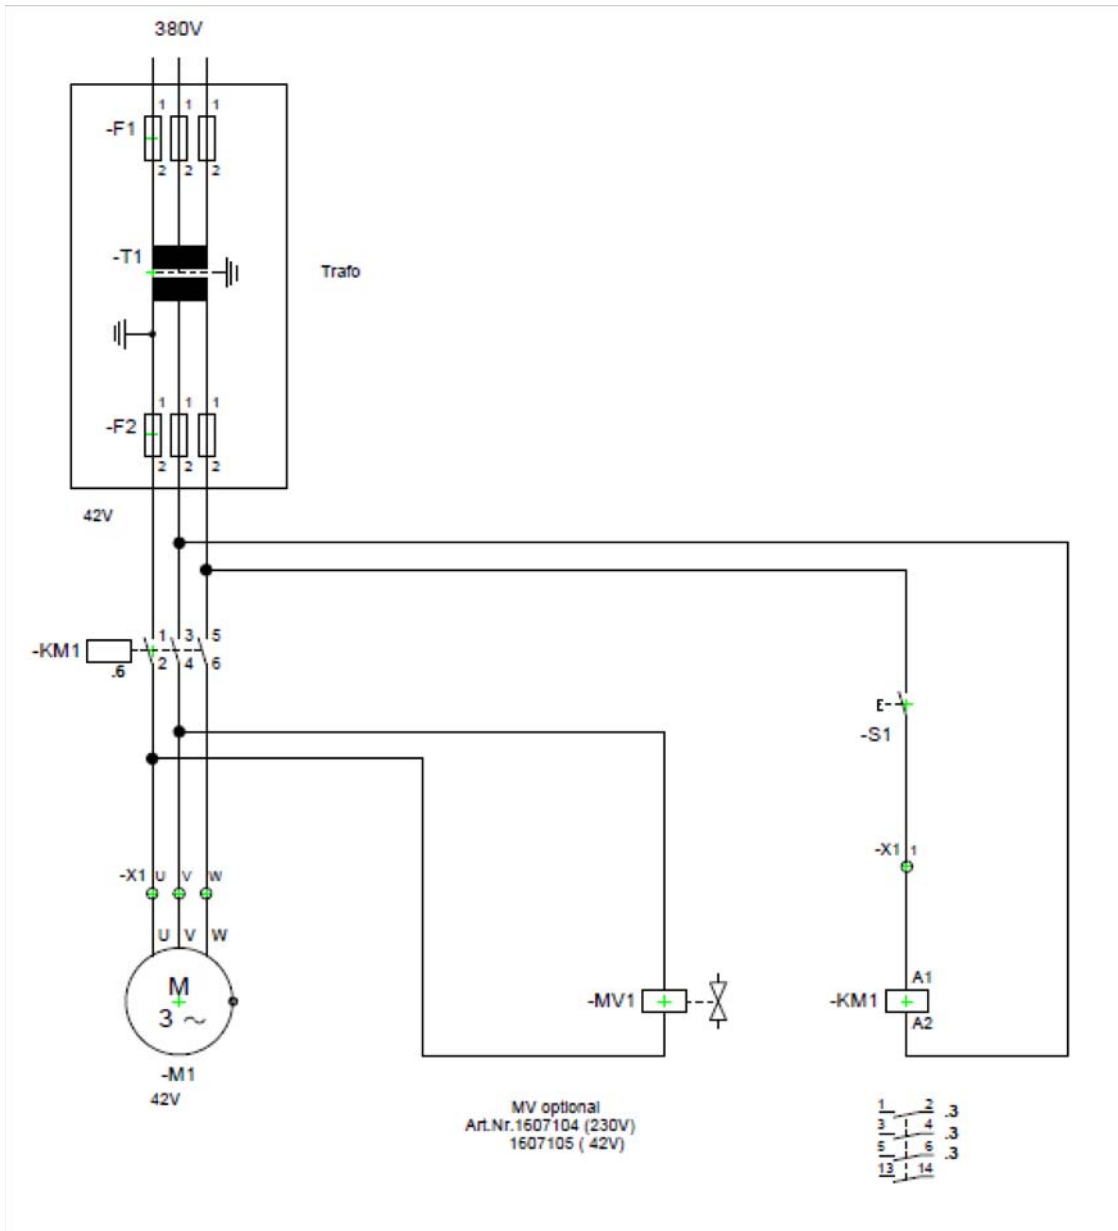 380V
1 1 1
-F1
2 2 2
-T1
Trafo
1 1 1
-F2
2 2 2
42V
-KM1 1 3 5
.6 2 4 6
E
-S1
-X1 1
-X1 U V W
U V W
M
3 ~
-M1
42V
-MV1
A1
-KM1
A2
MV optional
Art.Nr.1607104 (230V)
1607105 ( 42V)
1 2 .3
3 4 .3
5 6 .3
13 14